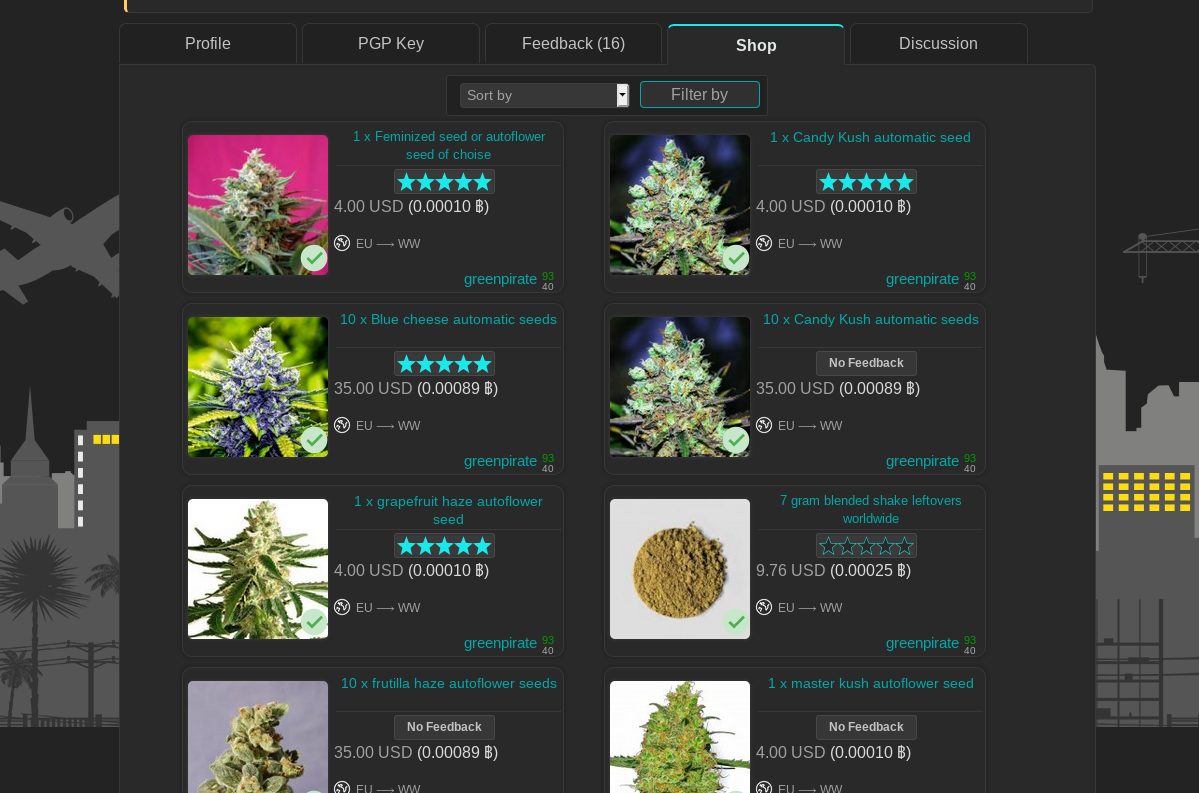 Profile
PGP Key
Feedback (16)
Shop
Discussion
Sort by
Filter by
1 x Feminized seed or autoflower
seed of choise
4.00 USD (0.00010 ฿)
EU ⟶ WW
greenpirate 93
40
1 x Candy Kush automatic seed
4.00 USD (0.00010 ฿)
EU ⟶ WW
greenpirate 93
40
10 x Blue cheese automatic seeds
35.00 USD (0.00089 ฿)
EU ⟶ WW
greenpirate 93
40
10 x Candy Kush automatic seeds
No Feedback
35.00 USD (0.00089 ฿)
EU ⟶ WW
greenpirate 93
40
1 x grapefruit haze autoflower
seed
4.00 USD (0.00010 ฿)
EU ⟶ WW
greenpirate 93
40
7 gram blended shake leftovers
worldwide
9.76 USD (0.00025 ฿)
EU ⟶ WW
greenpirate 93
40
10 x frutilla haze autoflower seeds
No Feedback
35.00 USD (0.00089 ฿)
EU ⟶ WW
1 x master kush autoflower seed
No Feedback
4.00 USD (0.00010 ฿)
EU ⟶ WW